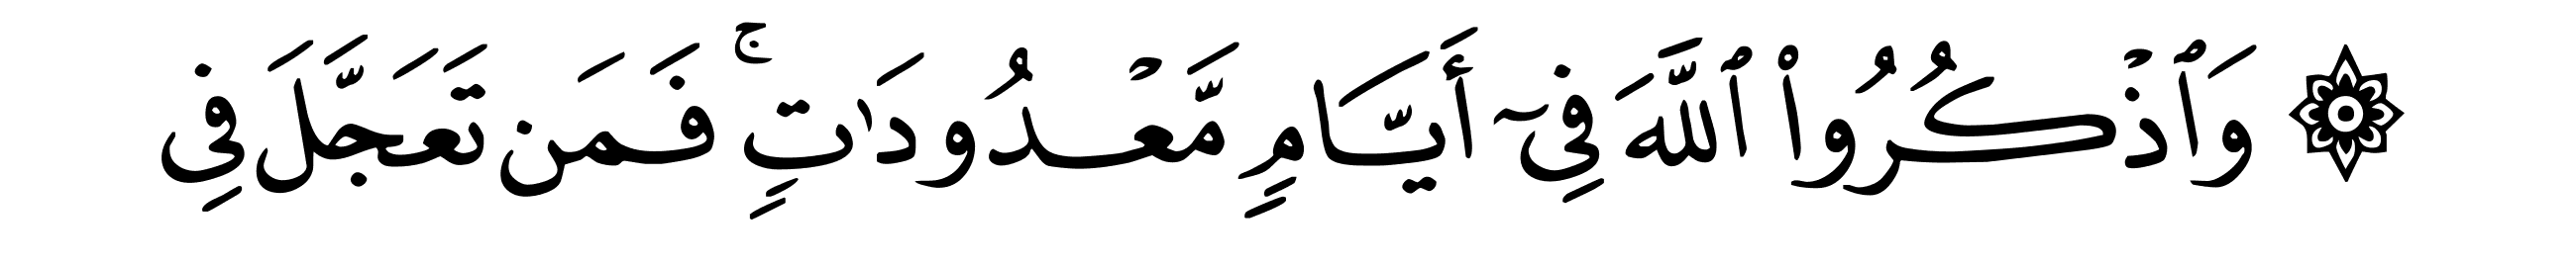 ۞ وَٱذْكُرُوا۟ ٱللَّهَ فِىٓ أَيَّامٍ مَّعْدُودَٰتٍ ۚ فَمَن تَعَجَّلَ فِى